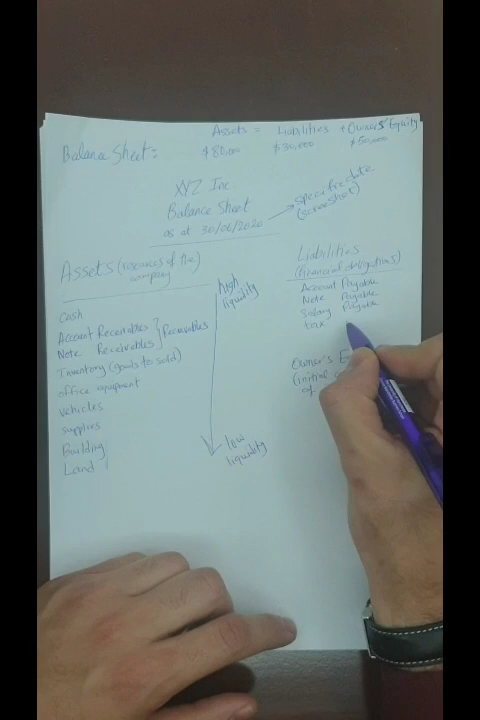 Assets = Liabilities + Owner's Equity
$80,000 $30,000 $50,000
Balance Sheet:
XYZ Inc
Balance Sheet
as at 30/06/2020
specific date
(screenshot)
Assets (resources of the company)
Cash
Account Receivables
Note Receivables
Receivables
Inventory (goods to sold)
office equipment
vehicles
supplies
Building
Land
high liquidity
low liquidity
Liabilities
(financial obligations)
Account Payable
Note Payable
Salary Payable
tax
Owner's E
(initial
of